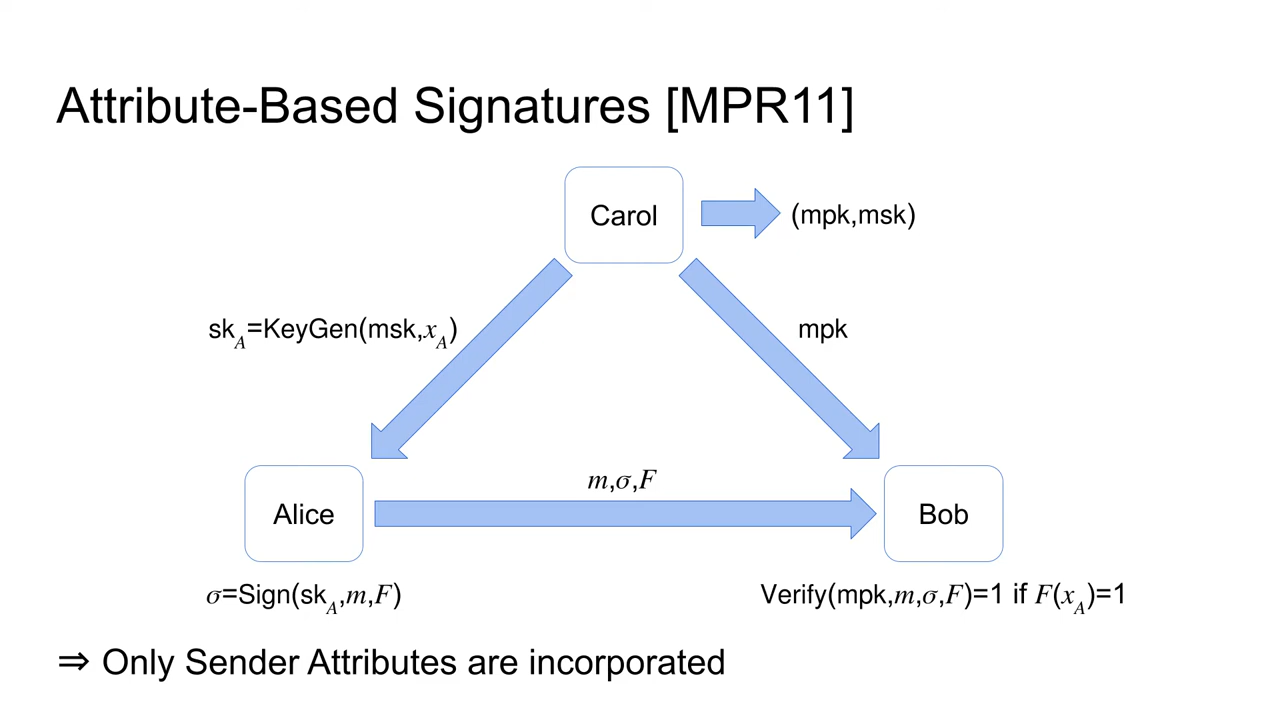 Attribute-Based Signatures [MPR11]
Carol
(mpk,msk)
sk_A=KeyGen(msk,x_A)
mpk
m,σ,F
Alice
Bob
σ=Sign(sk_A,m,F)
Verify(mpk,m,σ,F)=1 if F(x_A)=1
⇒ Only Sender Attributes are incorporated